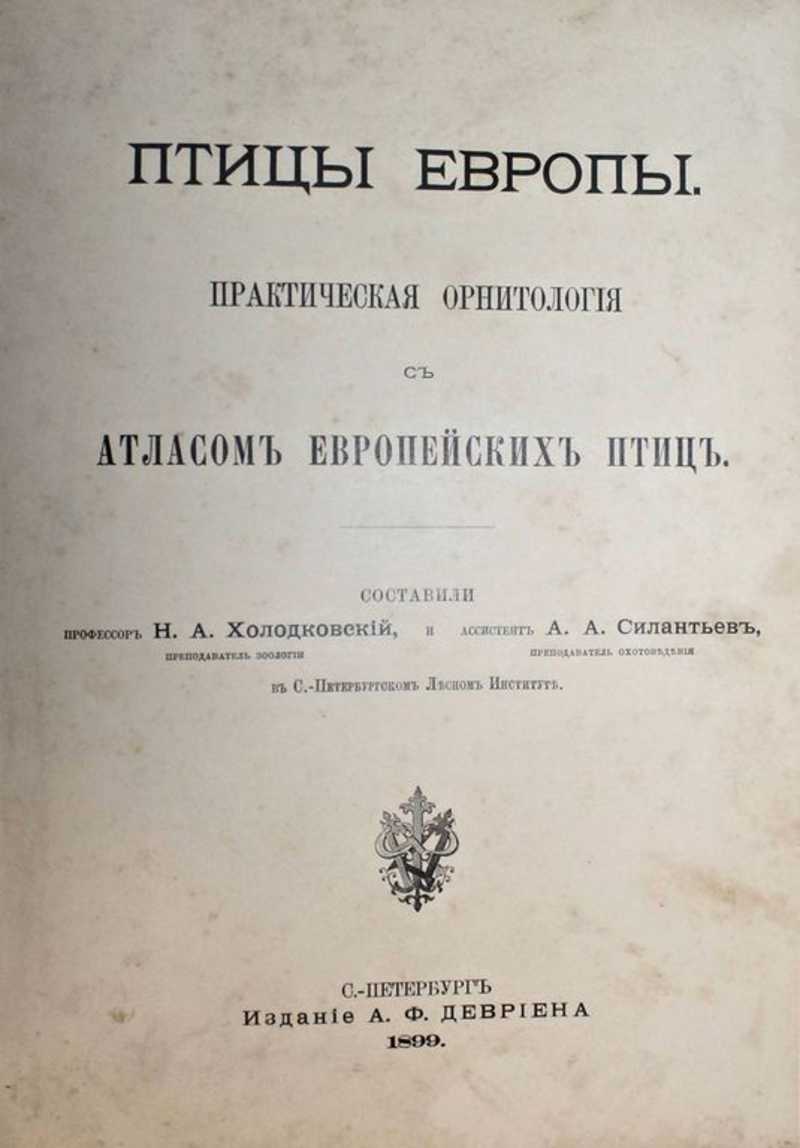 ПТИЦЫ ЕВРОПЫ.
ПРАКТИЧЕСКАЯ ОРНИТОЛОГІЯ
СЪ
АТЛАСОМЪ ЕВРОПЕЙСКИХЪ ПТИЦЪ.
СОСТАВИЛИ
ПРОФЕССОРЪ Н. А. Холодковскій, И АССИСТЕНТЪ А. А. Силантьевъ,
ПРЕПОДАВАТЕЛЬ ЗООЛОГІИ ПРЕПОДАВАТЕЛЬ ОХОТОВѢДѢНІЯ
ВЪ С.-ПЕТЕРБУРГСКОМЪ ЛѢСНОМЪ ИНСТИТУТѢ.
С.-ПЕТЕРБУРГЪ
Изданіе А. Ф. ДЕВРІЕНА
1899.